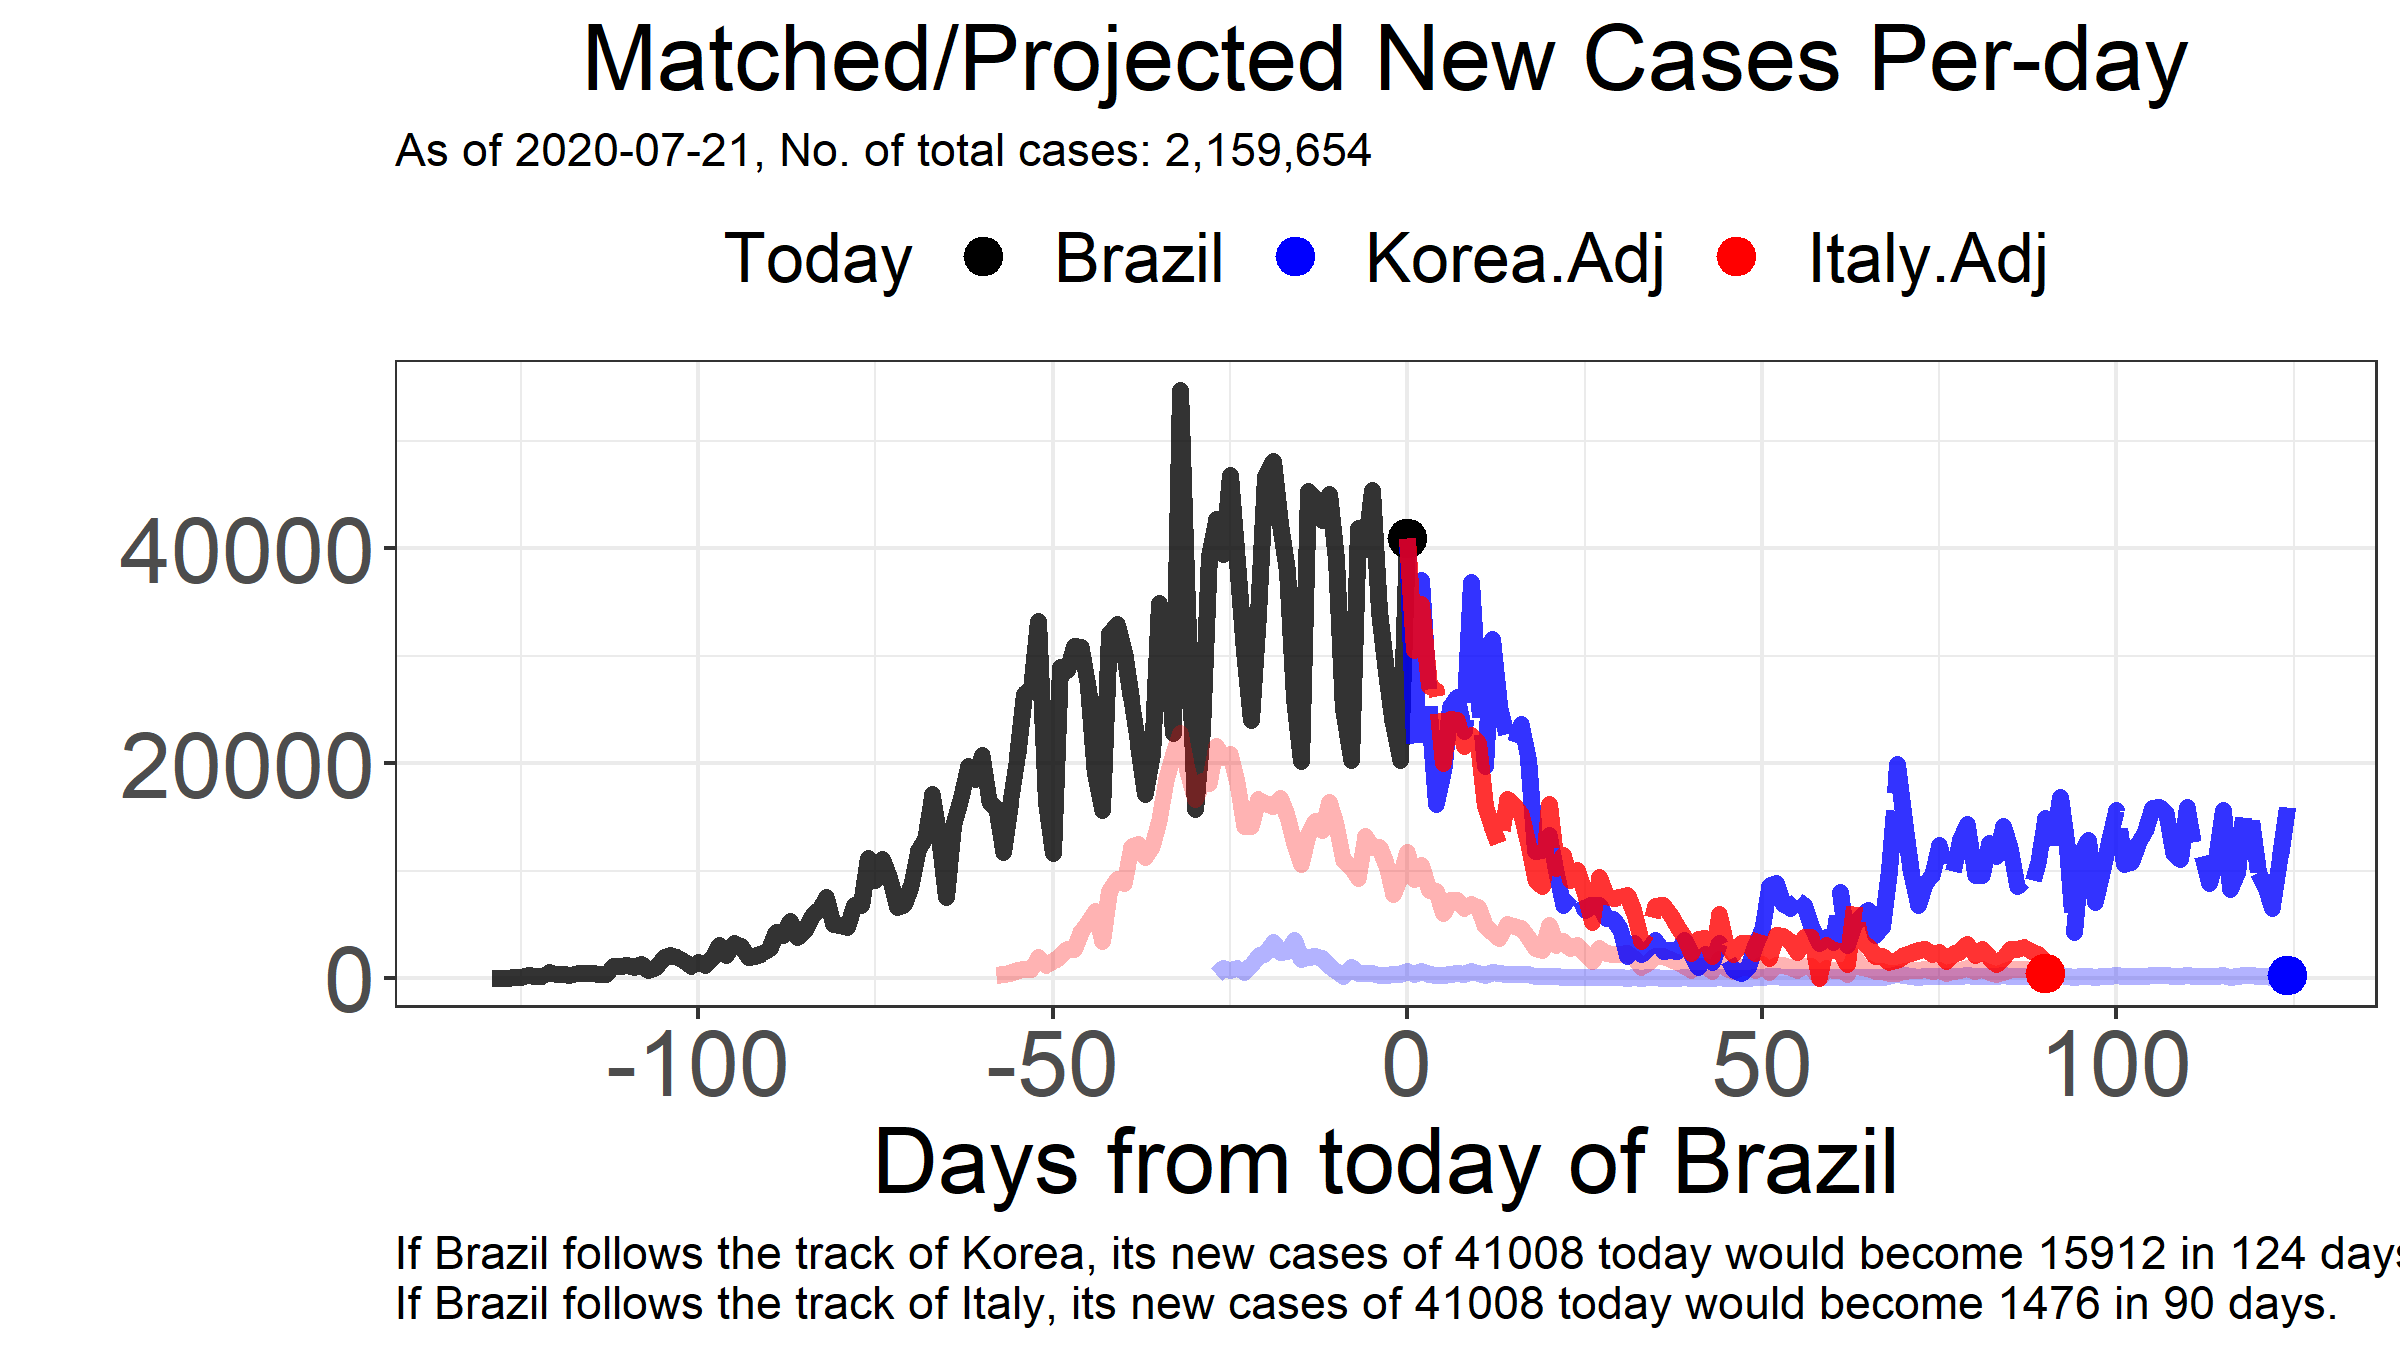 Matched/Projected New Cases Per-day
As of 2020-07-21, No. of total cases: 2,159,654
Today Brazil Korea.Adj Italy.Adj
40000
20000
0
-100 -50 0 50 100
Days from today of Brazil
If Brazil follows the track of Korea, its new cases of 41008 today would become 15912 in 124 days
If Brazil follows the track of Italy, its new cases of 41008 today would become 1476 in 90 days.